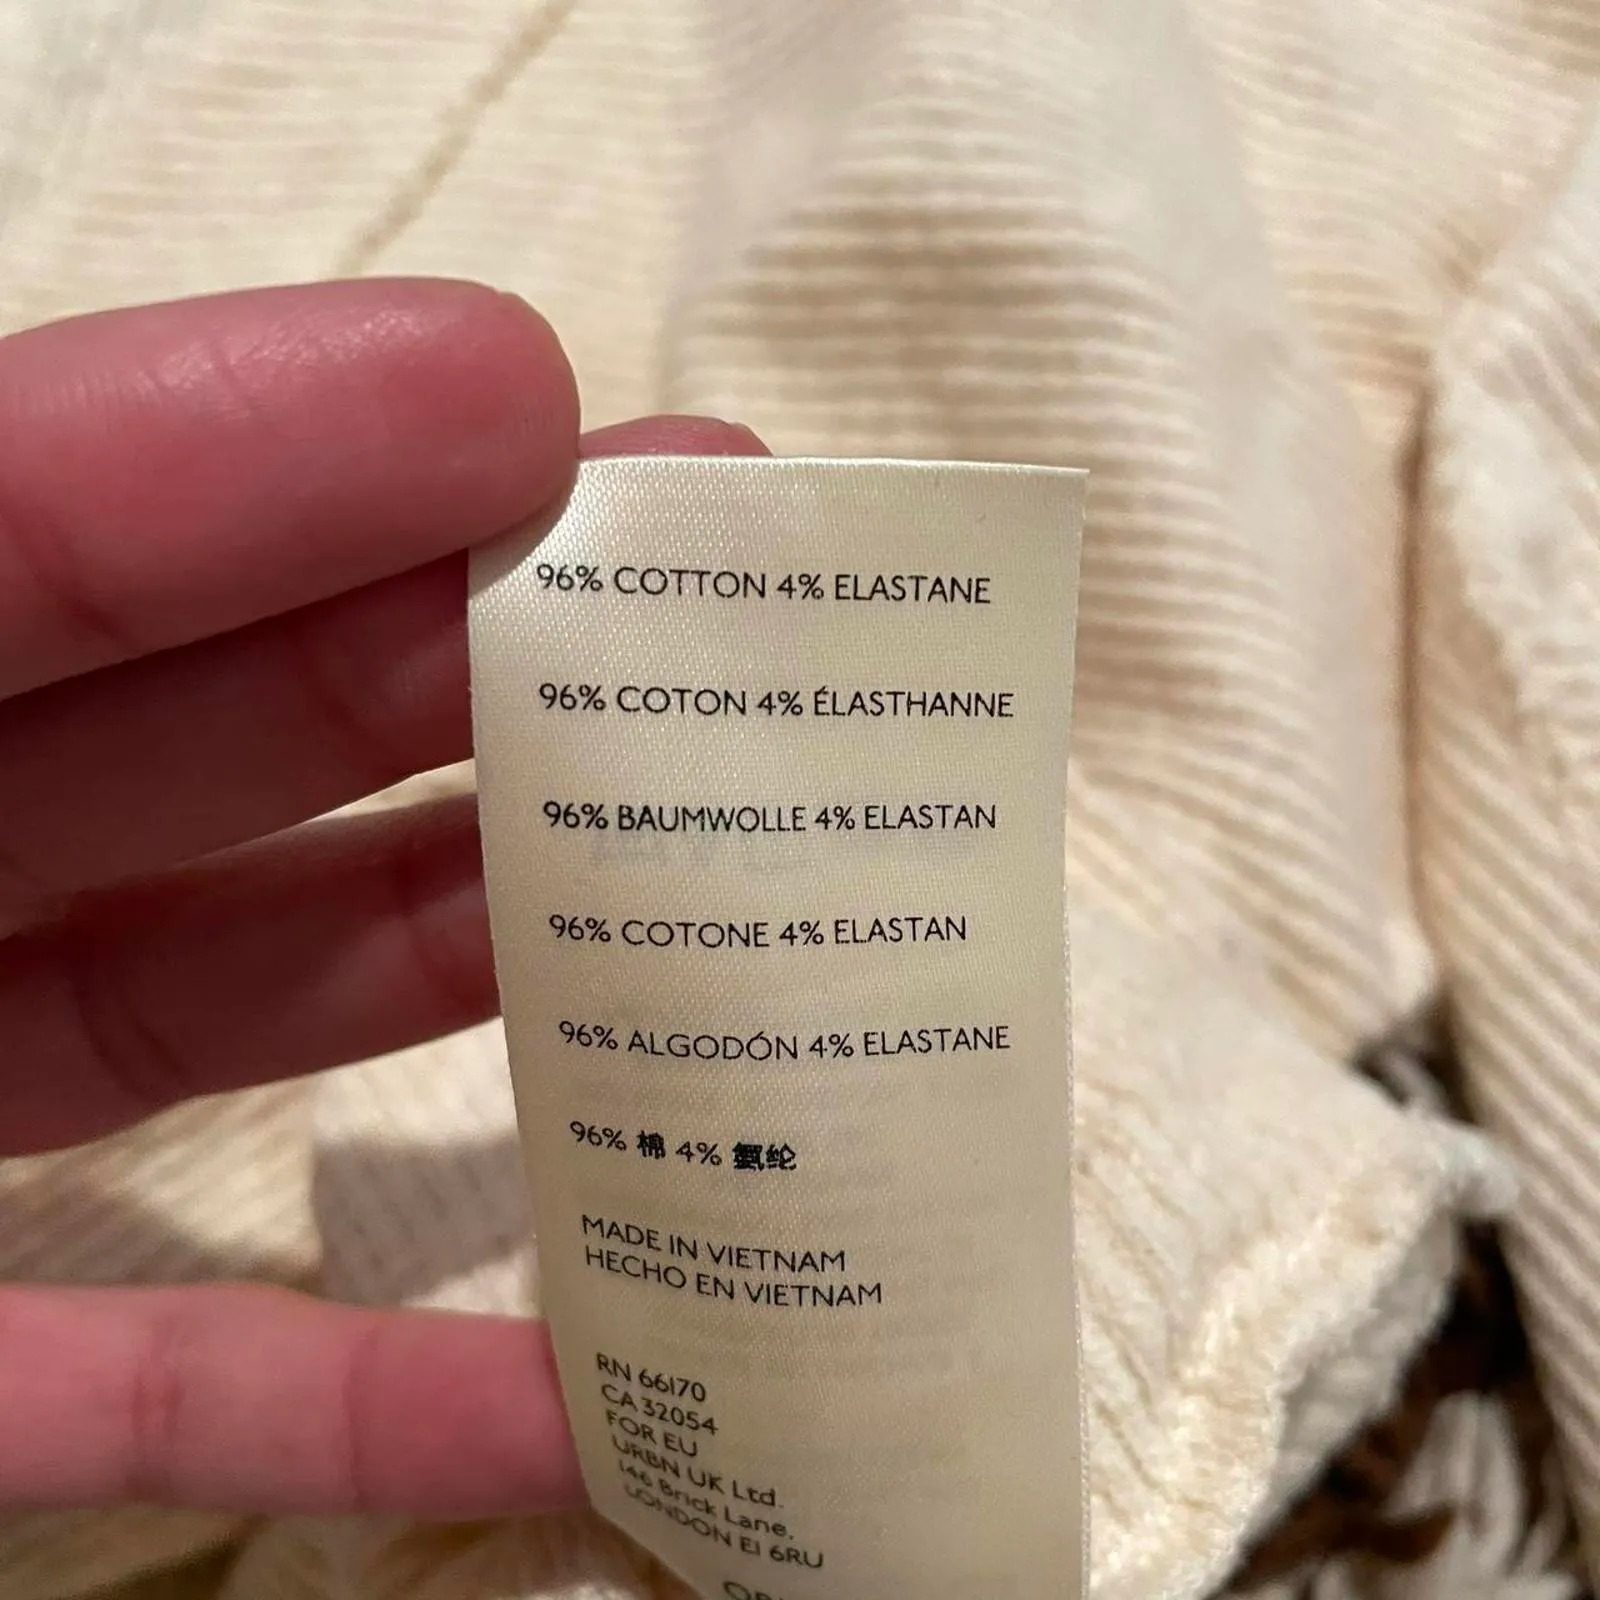 96% COTTON 4% ELASTANE
96% COTON 4% ÉLASTHANNE
96% BAUMWOLLE 4% ELASTAN
96% COTONE 4% ELASTAN
96% ALGODÓN 4% ELASTANE
96% 棉 4% 氨纶
MADE IN VIETNAM
HECHO EN VIETNAM
RN 66170
CA 32054
FOR EU
URBN UK Ltd.
146 Brick Lane,
LONDON E1 6RU